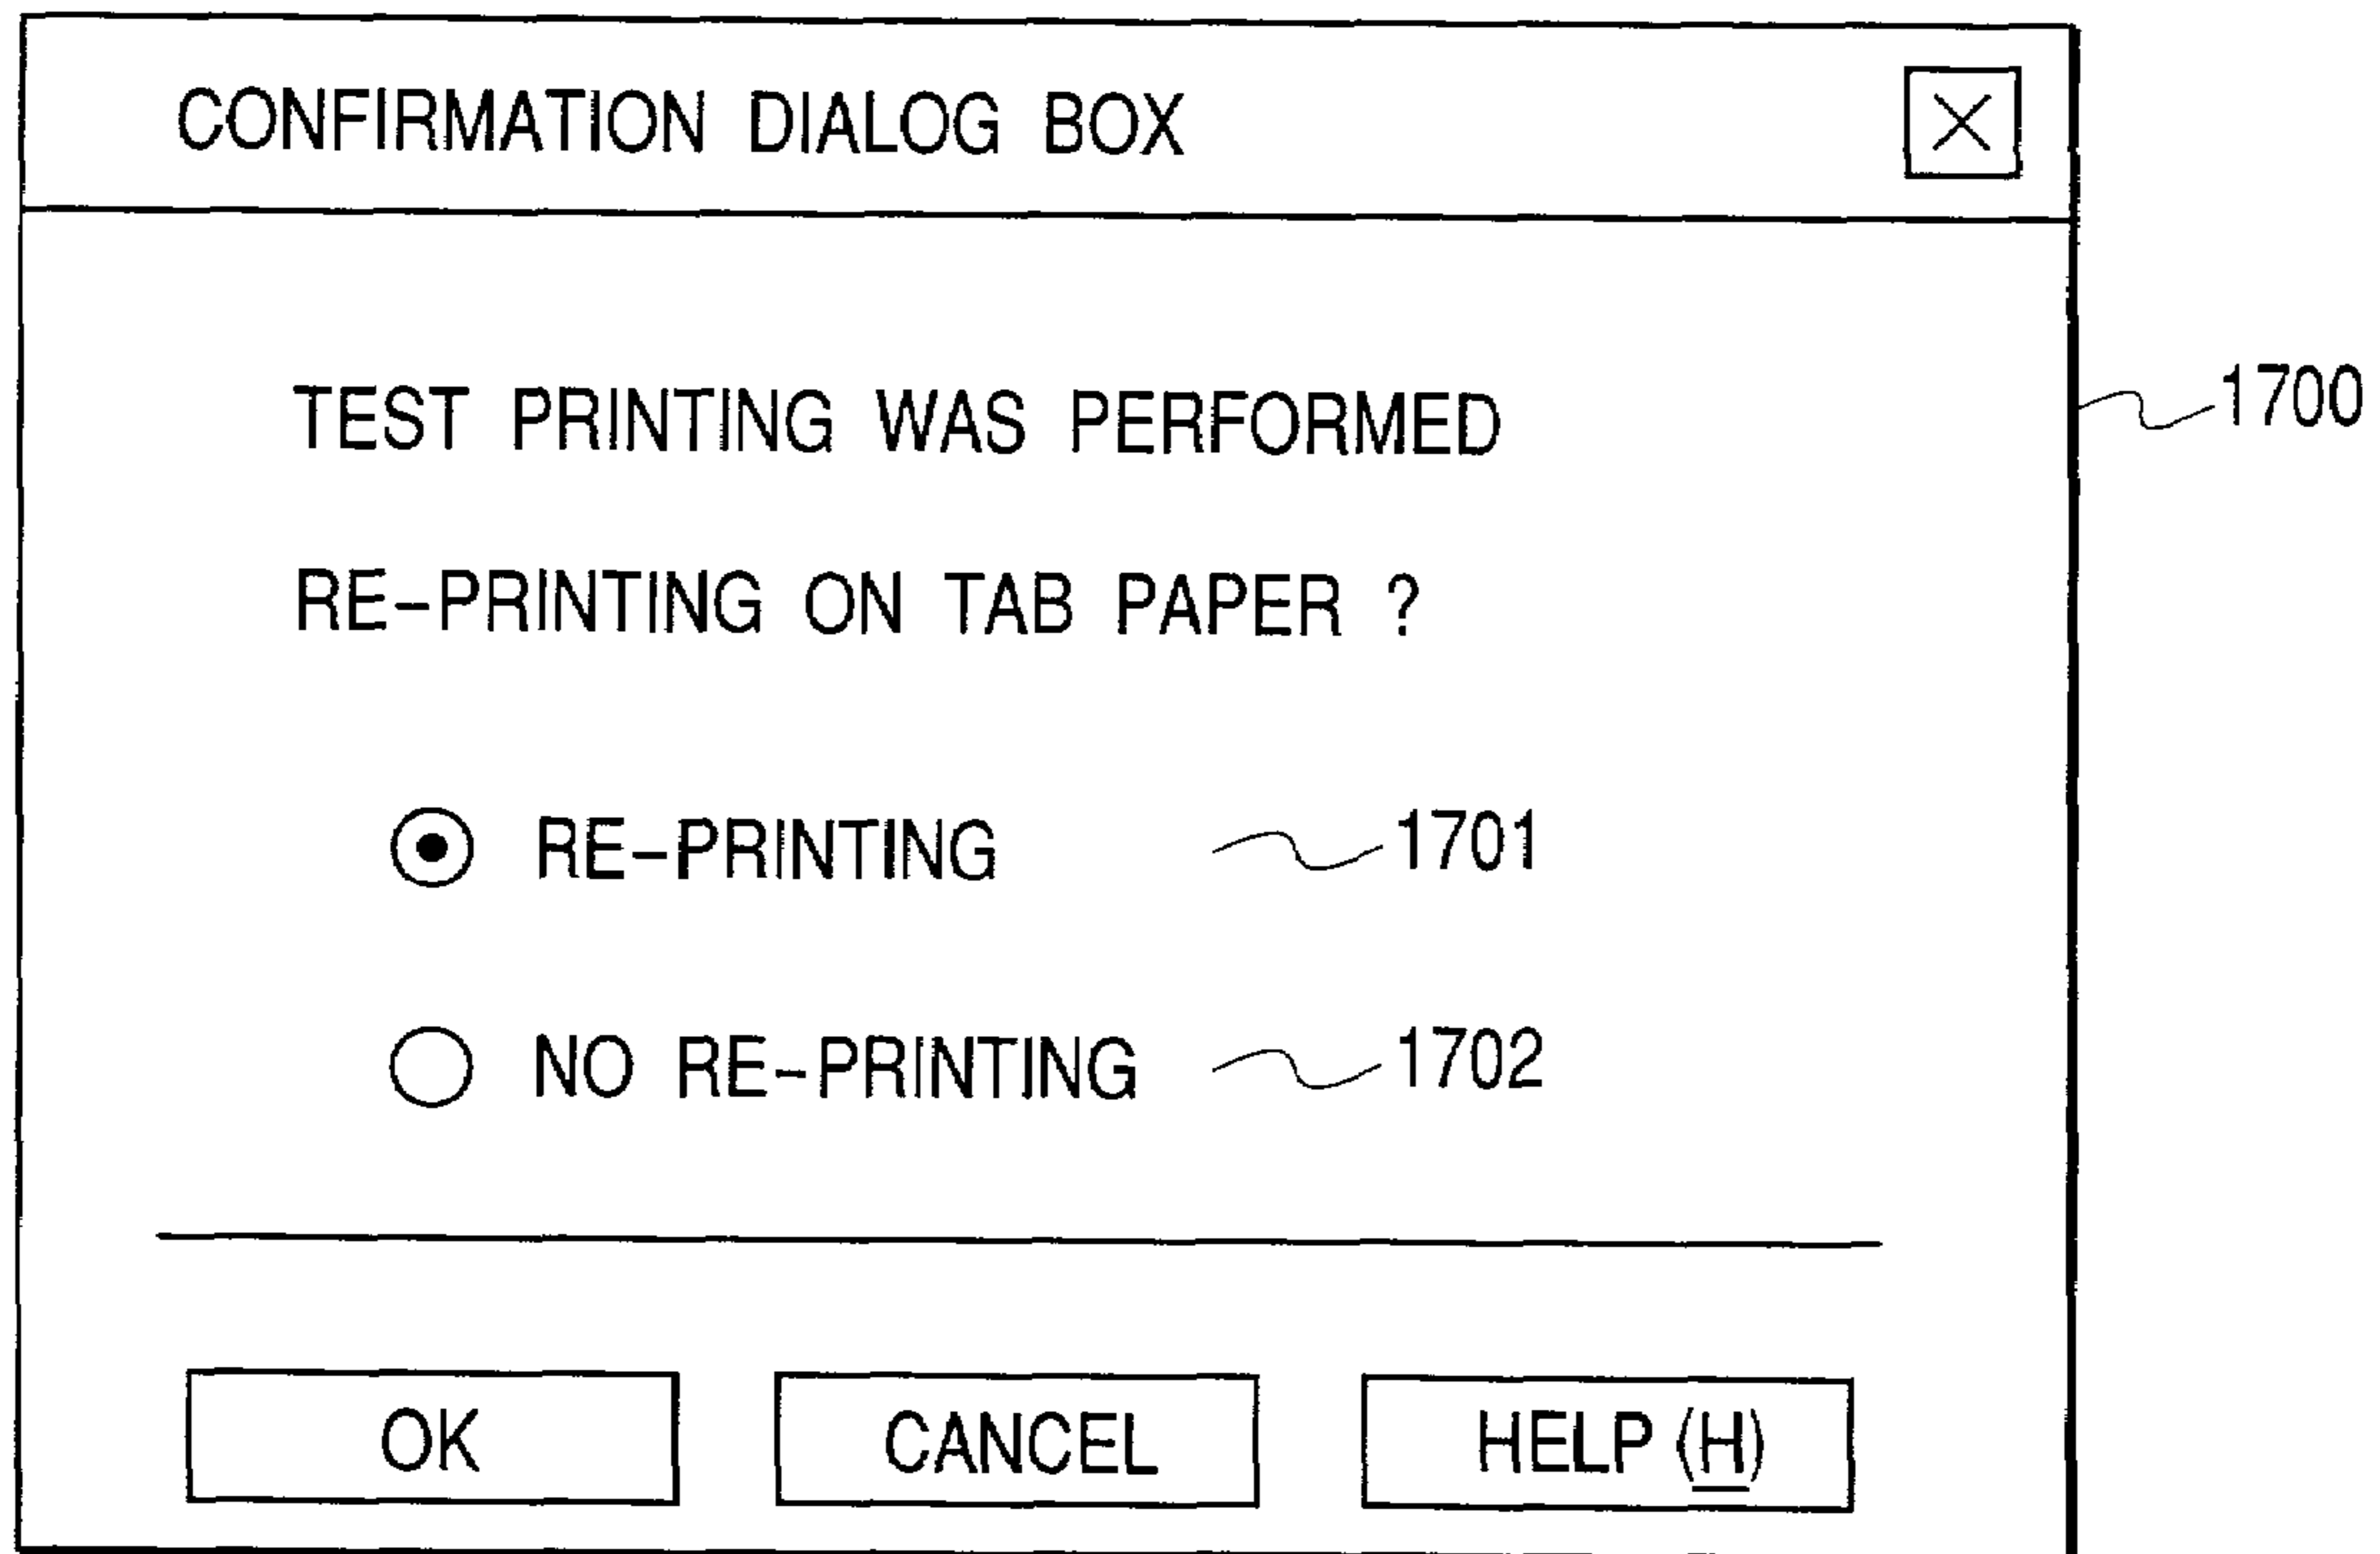 CONFIRMATION DIALOG BOX X
TEST PRINTING WAS PERFORMED
1700
RE-PRINTING ON TAB PAPER ?
RE-PRINTING 1701
NO RE-PRINTING 1702
OK CANCEL HELP (H)